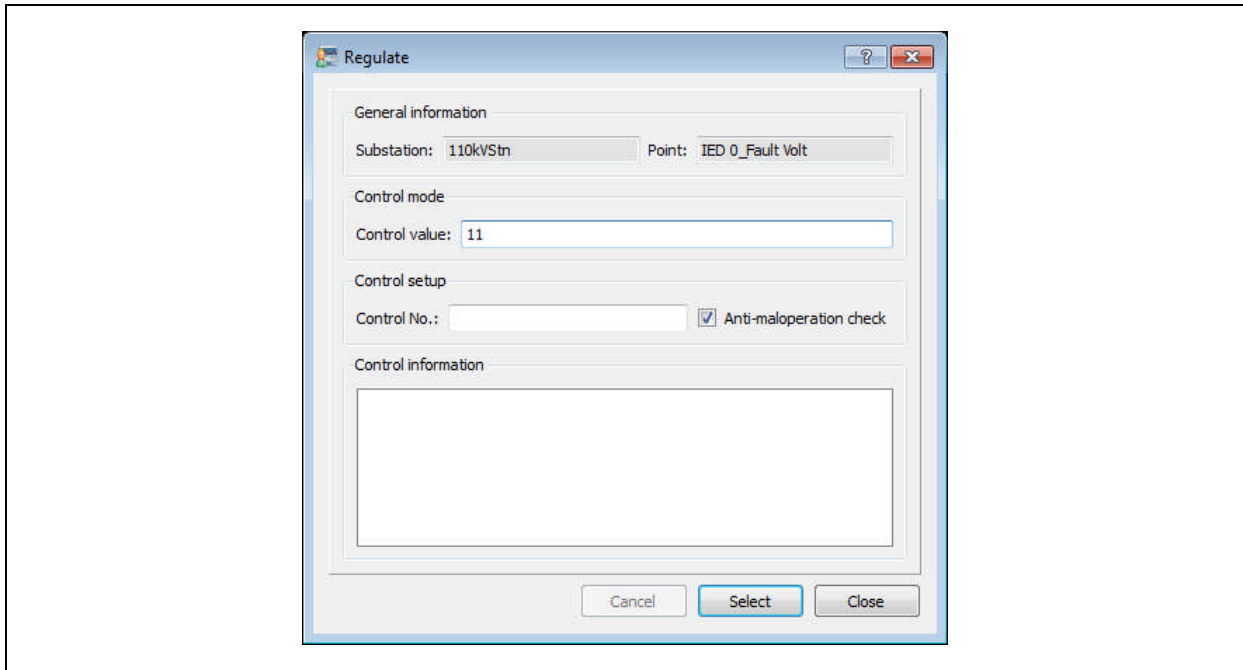 Regulate
General information
Substation: 110kVStn Point: IED 0_Fault Volt
Control mode
Control value: 11
Control setup
Control No.: Anti-maloperation check
Control information
Cancel Select Close